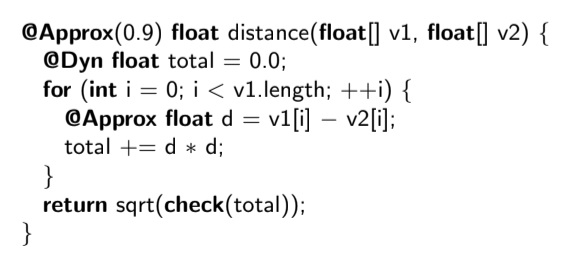 @Approx(0.9) float distance(float[] v1, float[] v2) {
@Dyn float total = 0.0;
for (int i = 0; i < v1.length; ++i) {
@Approx float d = v1[i] − v2[i];
total += d ∗ d;
}
return sqrt(check(total));
}